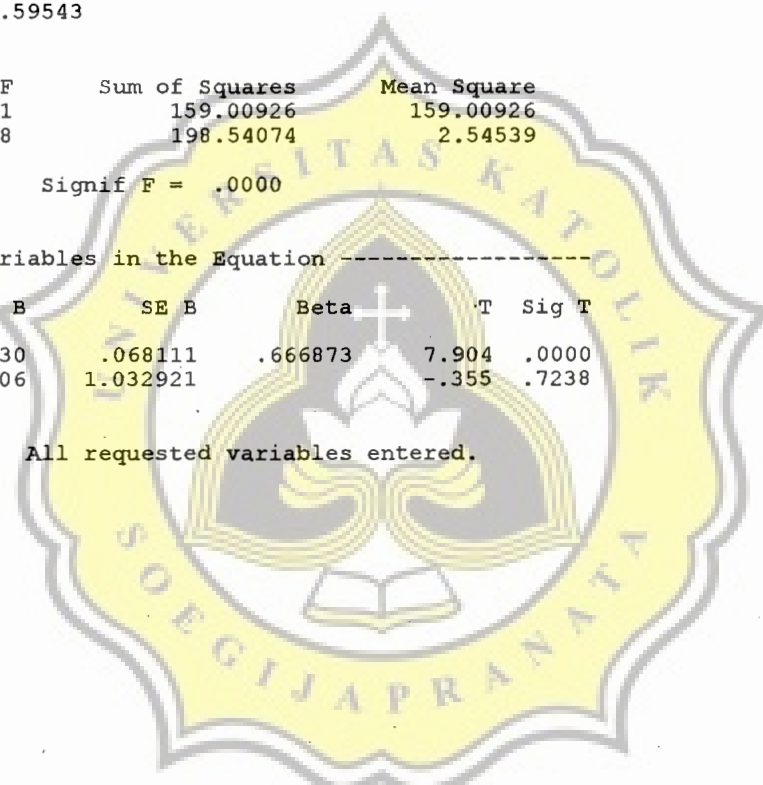 .59543
F Sum of Squares Mean Square
1 159.00926 159.00926
8 198.54074 2.54539
Signif F = .0000
riables in the Equation ------------------
B SE B Beta T Sig T
30 .068111 .666873 7.904 .0000
06 1.032921 -.355 .7238
All requested variables entered.
UNIVERSITAS KATOLIK
SOEGIJAPRANATA